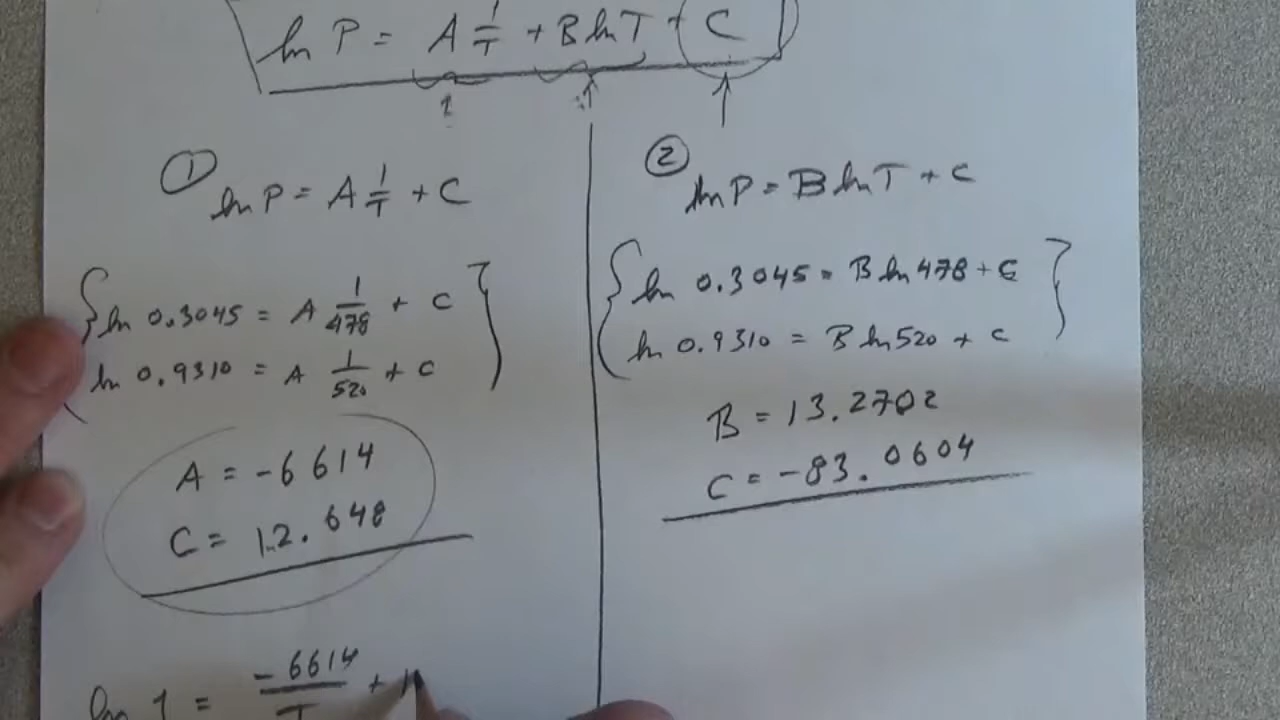 ln P = A 1/T + B ln T + C
①
ln P = A 1/T + C
ln 0.3045 = A 1/478 + C
ln 0.9310 = A 1/520 + C
A = -6614
C = 12.648
ln 1 = -6614/T +
②
ln P = B ln T + C
ln 0.3045 = B ln 478 + C
ln 0.9310 = B ln 520 + C
B = 13.2702
C = -83.0604